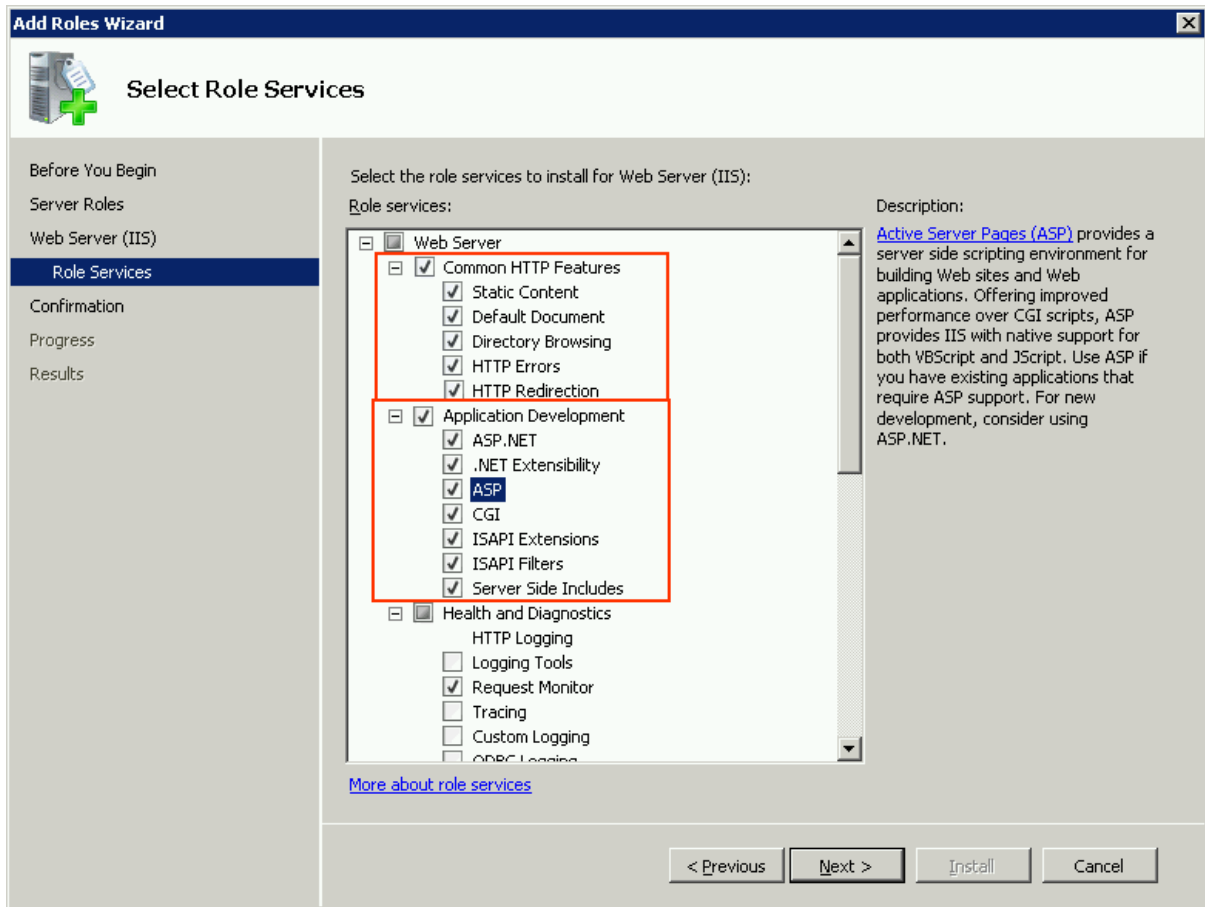 Add Roles Wizard
Select Role Services
Before You Begin
Server Roles
Web Server (IIS)
Role Services
Confirmation
Progress
Results
Select the role services to install for Web Server (IIS):
Role services:
Web Server
Common HTTP Features
Static Content
Default Document
Directory Browsing
HTTP Errors
HTTP Redirection
Application Development
ASP.NET
.NET Extensibility
ASP
CGI
ISAPI Extensions
ISAPI Filters
Server Side Includes
Health and Diagnostics
HTTP Logging
Logging Tools
Request Monitor
Tracing
Custom Logging
ODBC Logging
More about role services
Description:
Active Server Pages (ASP) provides a
server side scripting environment for
building Web sites and Web
applications. Offering improved
performance over CGI scripts, ASP
provides IIS with native support for
both VBScript and JScript. Use ASP if
you have existing applications that
require ASP support. For new
development, consider using
ASP.NET.
< Previous
Next >
Install
Cancel